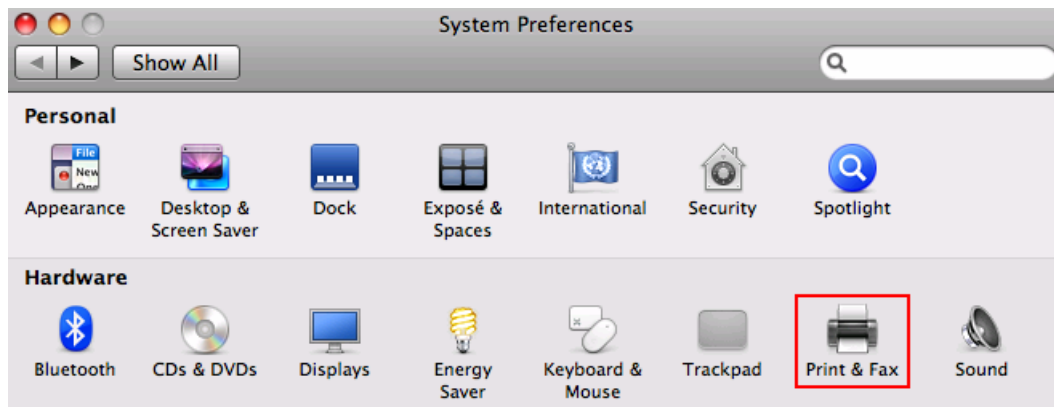 System Preferences
Show All
Personal
File
New
Appearance Desktop & Screen Saver Dock Exposé & Spaces International Security Spotlight
Hardware
Bluetooth CDs & DVDs Displays Energy Saver Keyboard & Mouse Trackpad Print & Fax Sound